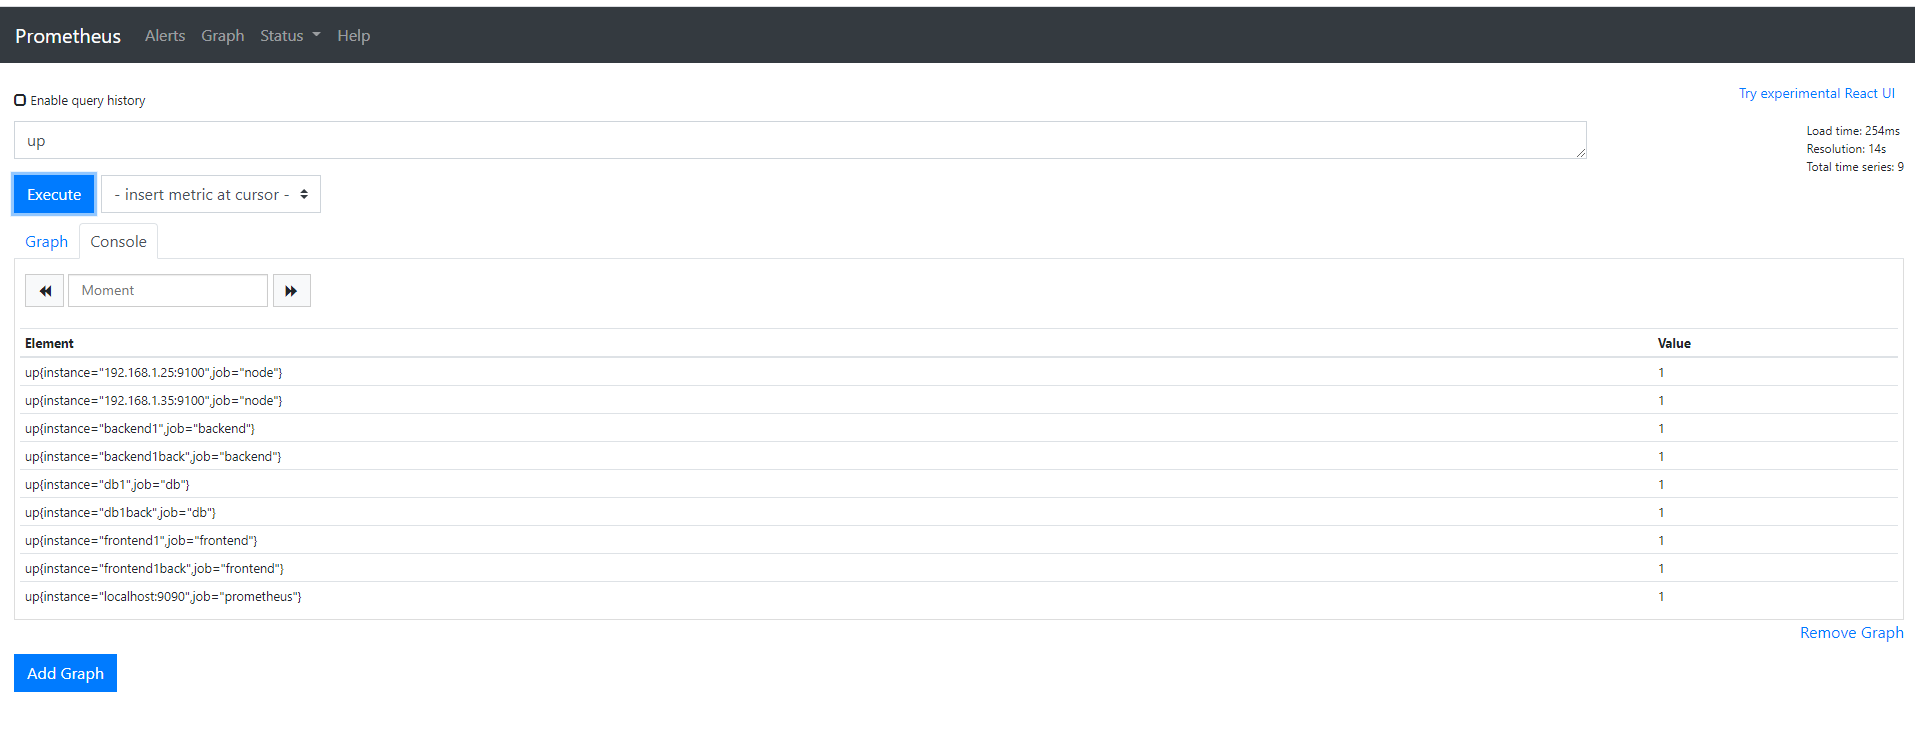 Prometheus Alerts Graph Status Help
Enable query history
Try experimental React UI
up
Load time: 254ms
Resolution: 14s
Total time series: 9
Execute - insert metric at cursor -
Graph Console
Moment
Element Value
up{instance="192.168.1.25:9100",job="node"} 1
up{instance="192.168.1.35:9100",job="node"} 1
up{instance="backend1",job="backend"} 1
up{instance="backend1back",job="backend"} 1
up{instance="db1",job="db"} 1
up{instance="db1back",job="db"} 1
up{instance="frontend1",job="frontend"} 1
up{instance="frontend1back",job="frontend"} 1
up{instance="localhost:9090",job="prometheus"} 1
Remove Graph
Add Graph